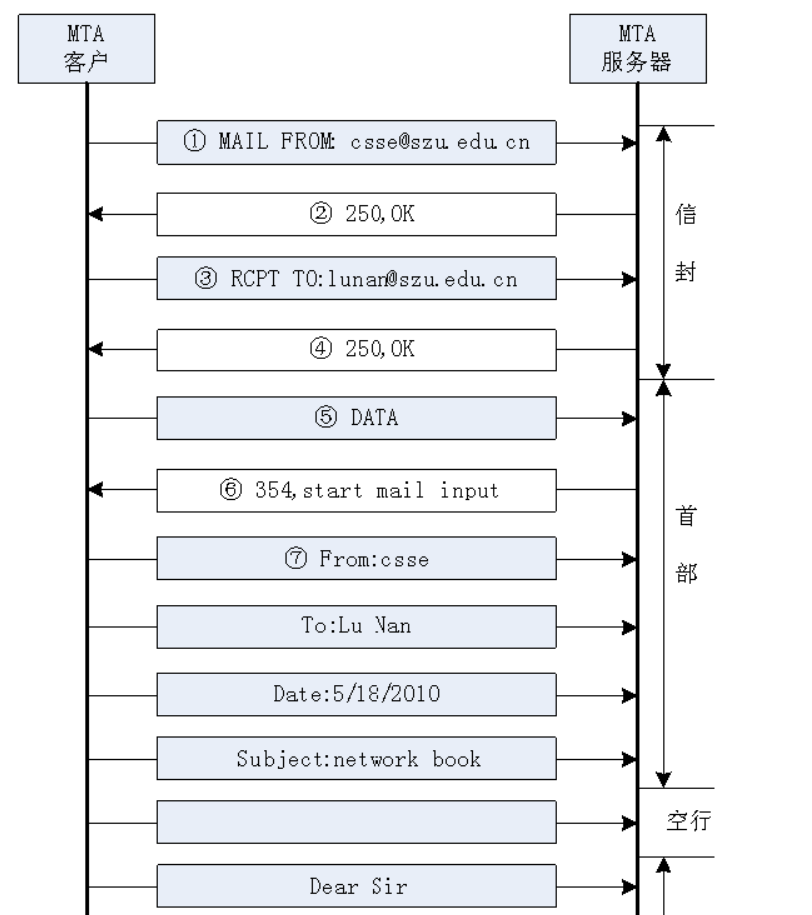 MTA
客户
MTA
服务器
① MAIL FROM: csse@szu.edu.cn
② 250,OK
③ RCPT TO:lunan@szu.edu.cn
④ 250,OK
信
封
⑤ DATA
⑥ 354,start mail input
⑦ From:csse
To:Lu Nan
Date:5/18/2010
Subject:network book
首
部
空行
Dear Sir